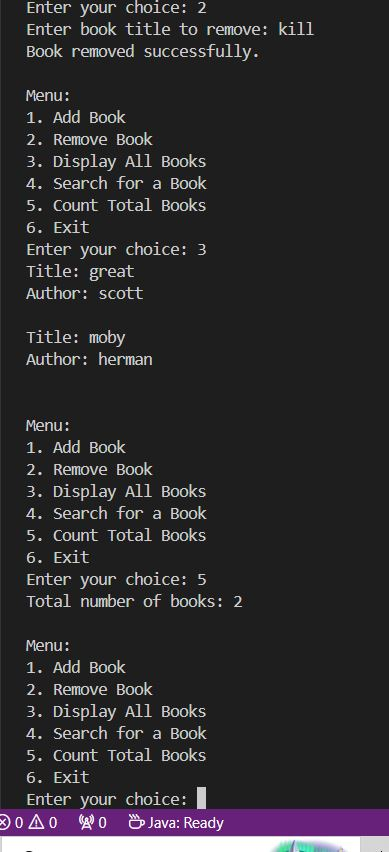 Enter your choice: 2
Enter book title to remove: kill
Book removed successfully.
Menu:
1. Add Book
2. Remove Book
3. Display All Books
4. Search for a Book
5. Count Total Books
6. Exit
Enter your choice: 3
Title: great
Author: scott
Title: moby
Author: herman
Menu:
1. Add Book
2. Remove Book
3. Display All Books
4. Search for a Book
5. Count Total Books
6. Exit
Enter your choice: 5
Total number of books: 2
Menu:
1. Add Book
2. Remove Book
3. Display All Books
4. Search for a Book
5. Count Total Books
6. Exit
Enter your choice:
0 0 0 Java: Ready